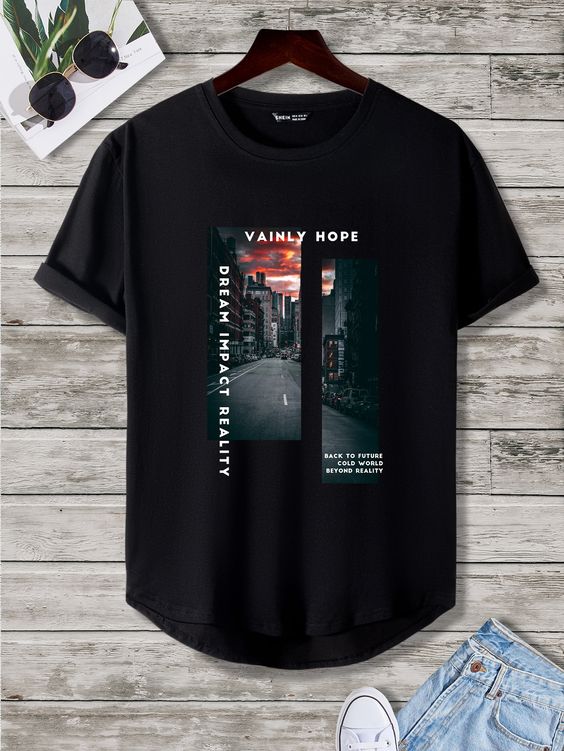 VAINLY HOPE
DREAM IMPACT REALITY
BACK TO FUTURE
COLD WORLD
BEYOND REALITY
SHEIN